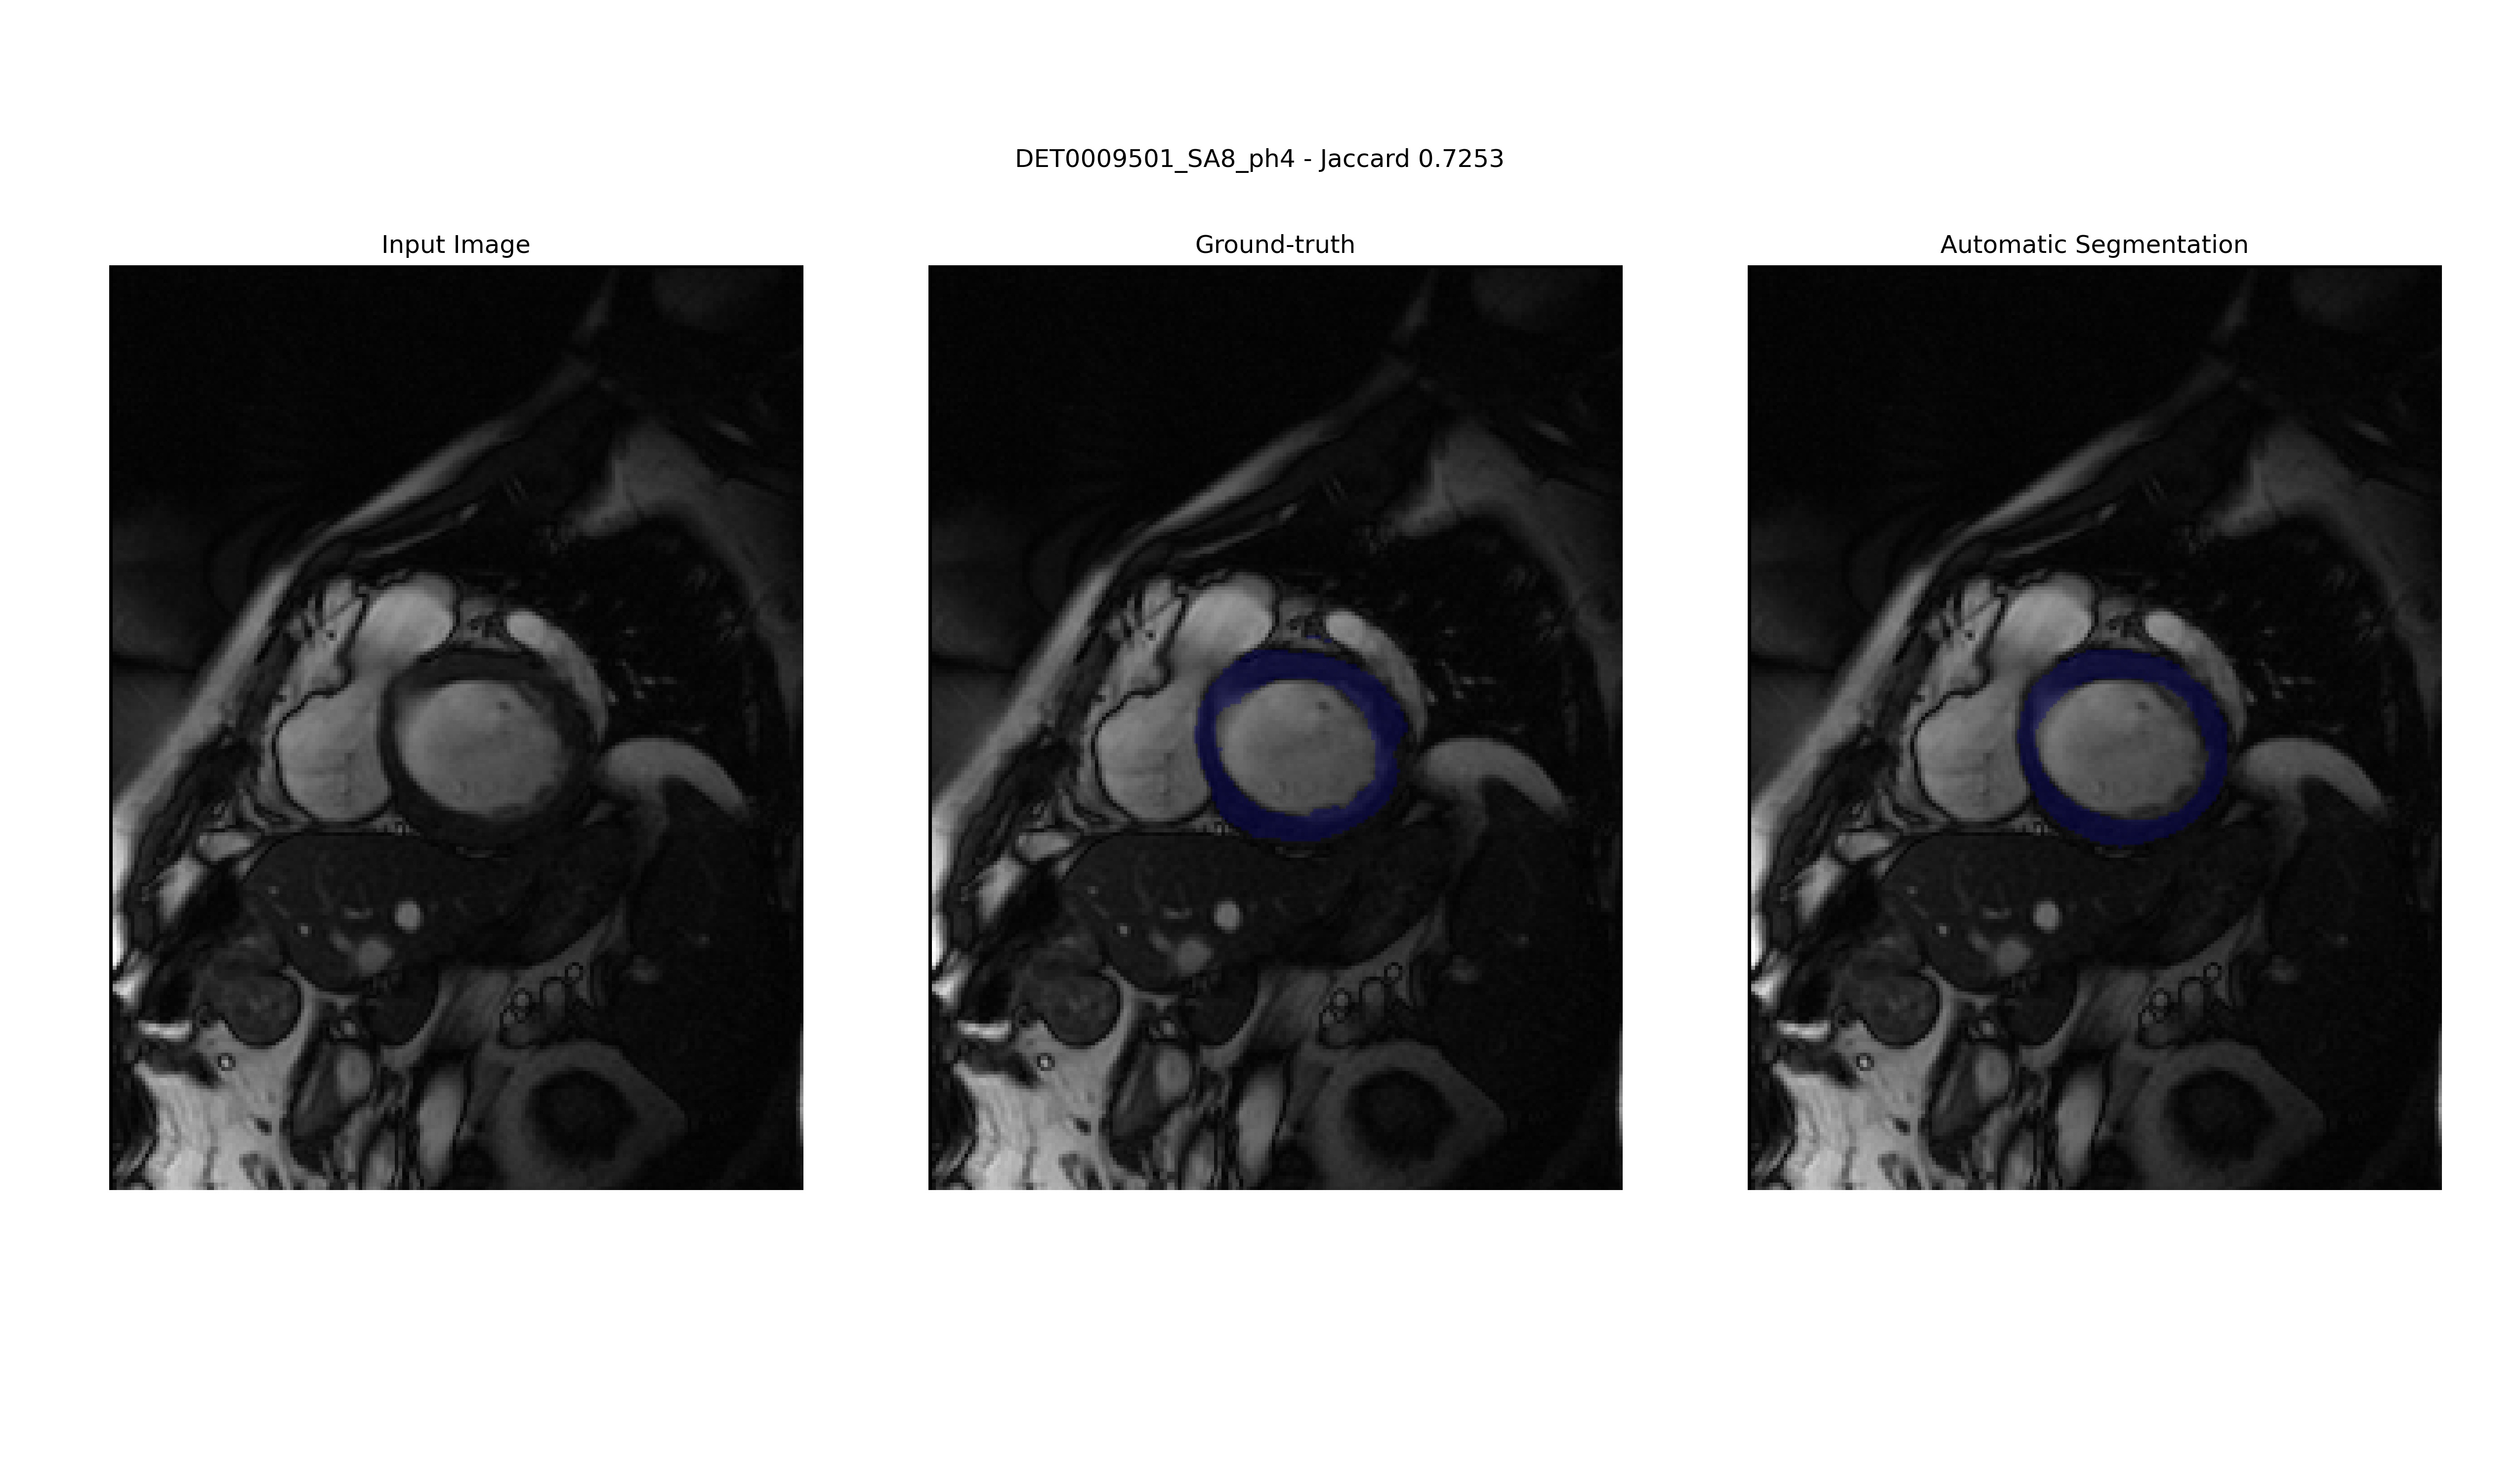 DET0009501_SA8_ph4 - Jaccard 0.7253
Input Image
Ground-truth
Automatic Segmentation